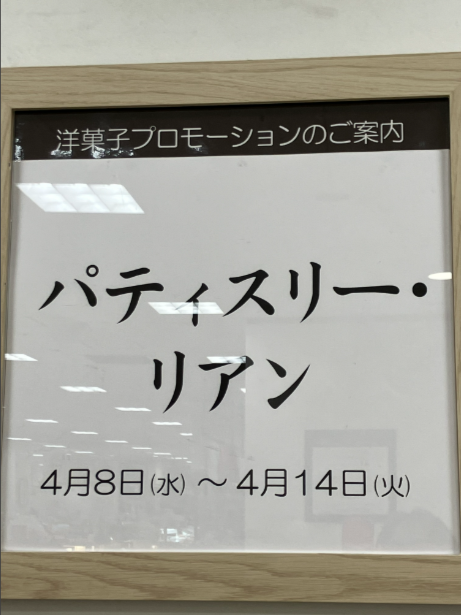 洋菓子プロモーションのご案内
パティスリー・
リアン
4月8日(水) ～ 4月14日(火)